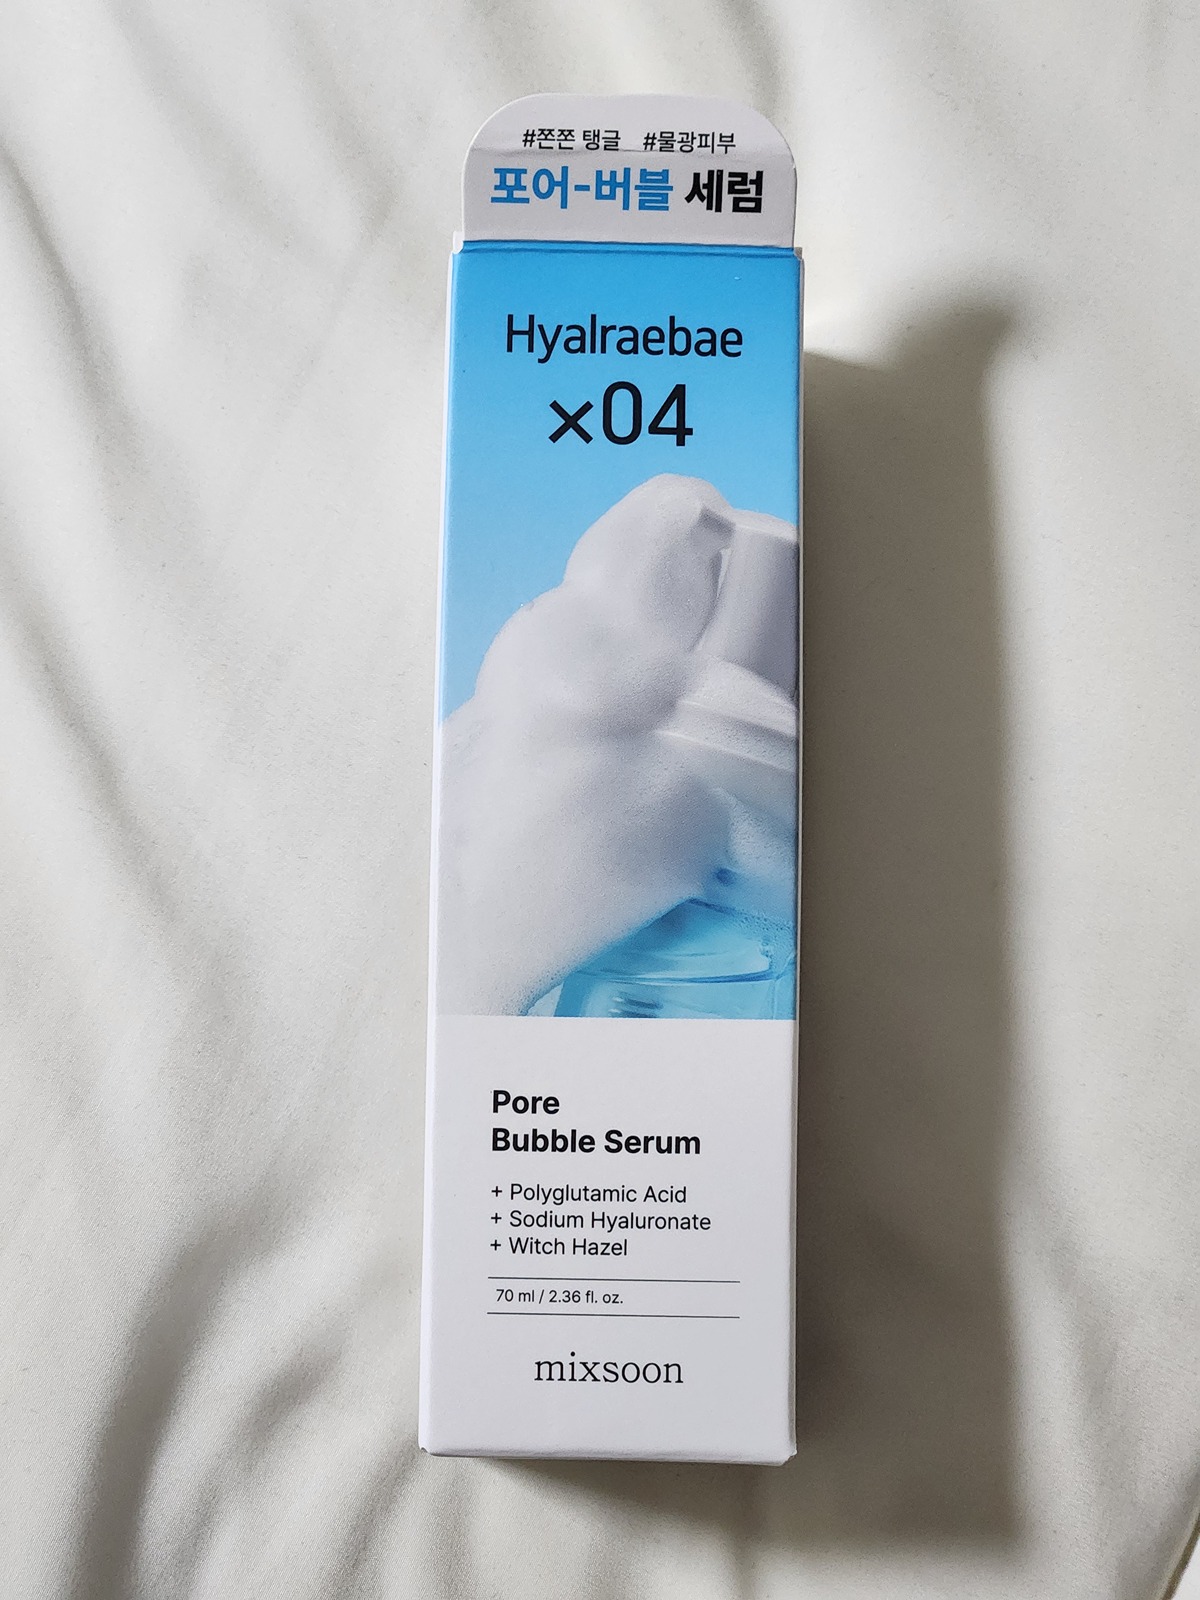 #쫀쫀 탱글 #물광피부
포어-버블 세럼
Hyalraebae
×04
Pore
Bubble Serum
+ Polyglutamic Acid
+ Sodium Hyaluronate
+ Witch Hazel
70 ml / 2.36 fl. oz.
mixsoon